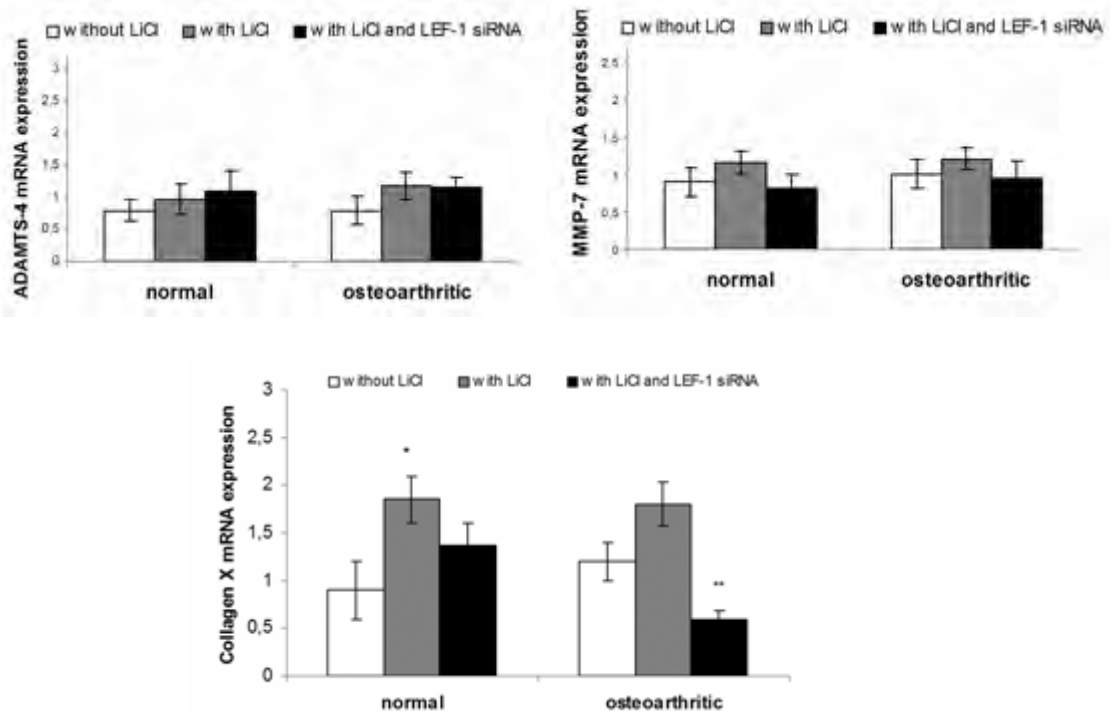 without LiCl with LiCl with LiCl and LEF-1 siRNA
ADAMTS-4 mRNA expression
3
2,5
2
1,5
1
0,5
0
normal osteoarthritic
without LiCl with LiCl with LiCl and LEF-1 siRNA
MMP-7 mRNA expression
2,5
2
1,5
1
0,5
0
normal osteoarthritic
without LiCl with LiCl with LiCl and LEF-1 siRNA
Collagen X mRNA expression
3
2,5
2
1,5
1
0,5
0
*
**
normal osteoarthritic